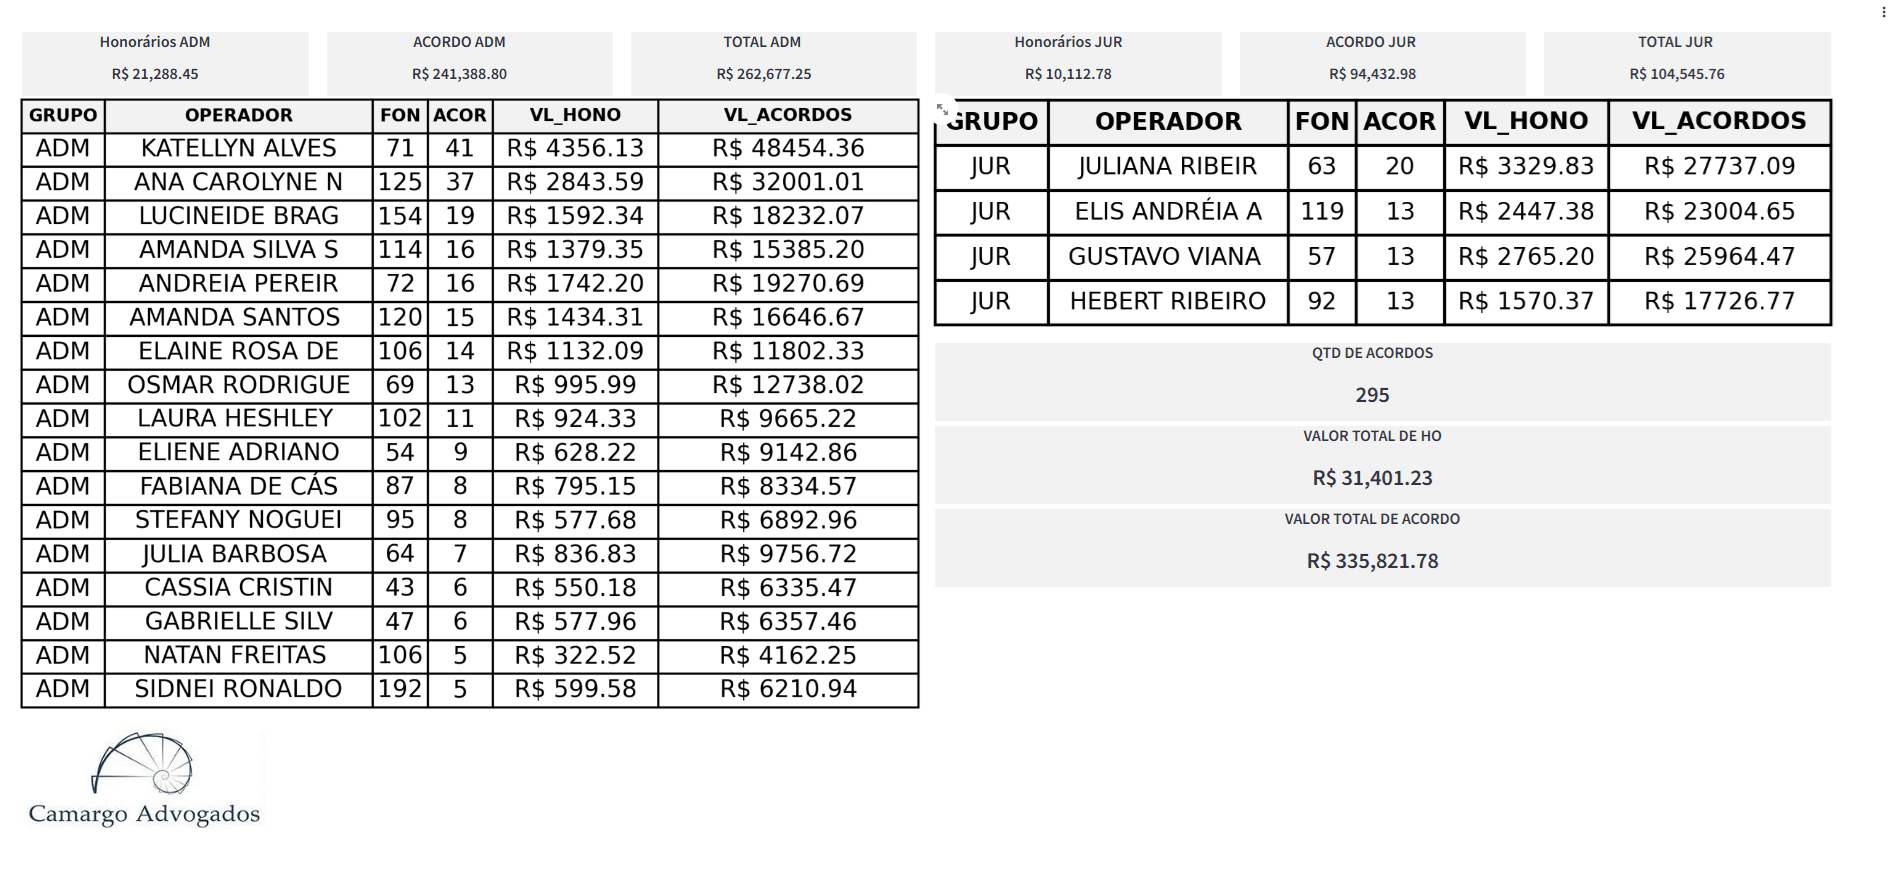 Honorários ADM
R$ 21,288.45
ACORDO ADM
R$ 241,388.80
TOTAL ADM
R$ 262,677.25
GRUPO OPERADOR FON ACOR VL_HONO VL_ACORDOS
ADM KATELLYN ALVES 71 41 R$ 4356.13 R$ 48454.36
ADM ANA CAROLYNE N 125 37 R$ 2843.59 R$ 32001.01
ADM LUCINEIDE BRAG 154 19 R$ 1592.34 R$ 18232.07
ADM AMANDA SILVA S 114 16 R$ 1379.35 R$ 15385.20
ADM ANDREIA PEREIR 72 16 R$ 1742.20 R$ 19270.69
ADM AMANDA SANTOS 120 15 R$ 1434.31 R$ 16646.67
ADM ELAINE ROSA DE 106 14 R$ 1132.09 R$ 11802.33
ADM OSMAR RODRIGUE 69 13 R$ 995.99 R$ 12738.02
ADM LAURA HESHLEY 102 11 R$ 924.33 R$ 9665.22
ADM ELIENE ADRIANO 54 9 R$ 628.22 R$ 9142.86
ADM FABIANA DE CÁS 87 8 R$ 795.15 R$ 8334.57
ADM STEFANY NOGUEI 95 8 R$ 577.68 R$ 6892.96
ADM JULIA BARBOSA 64 7 R$ 836.83 R$ 9756.72
ADM CASSIA CRISTIN 43 6 R$ 550.18 R$ 6335.47
ADM GABRIELLE SILV 47 6 R$ 577.96 R$ 6357.46
ADM NATAN FREITAS 106 5 R$ 322.52 R$ 4162.25
ADM SIDNEI RONALDO 192 5 R$ 599.58 R$ 6210.94
Camargo Advogados
Honorários JUR
R$ 10,112.78
ACORDO JUR
R$ 94,432.98
TOTAL JUR
R$ 104,545.76
GRUPO OPERADOR FON ACOR VL_HONO VL_ACORDOS
JUR JULIANA RIBEIR 63 20 R$ 3329.83 R$ 27737.09
JUR ELIS ANDRÉIA A 119 13 R$ 2447.38 R$ 23004.65
JUR GUSTAVO VIANA 57 13 R$ 2765.20 R$ 25964.47
JUR HEBERT RIBEIRO 92 13 R$ 1570.37 R$ 17726.77
QTD DE ACORDOS
295
VALOR TOTAL DE HO
R$ 31,401.23
VALOR TOTAL DE ACORDO
R$ 335,821.78